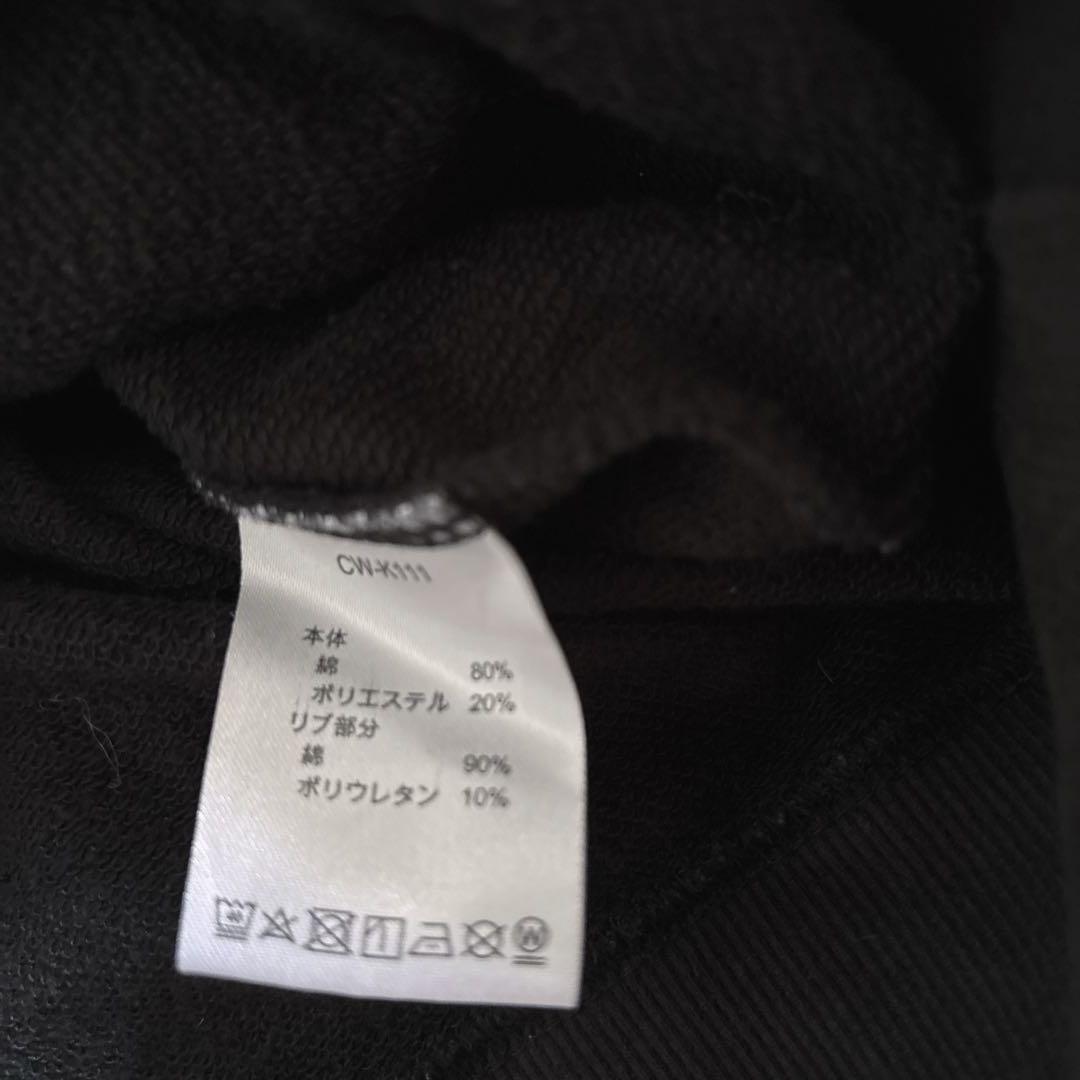 CW-K111
本体
綿 80%
ポリエステル 20%
リブ部分
綿 90%
ポリウレタン 10%